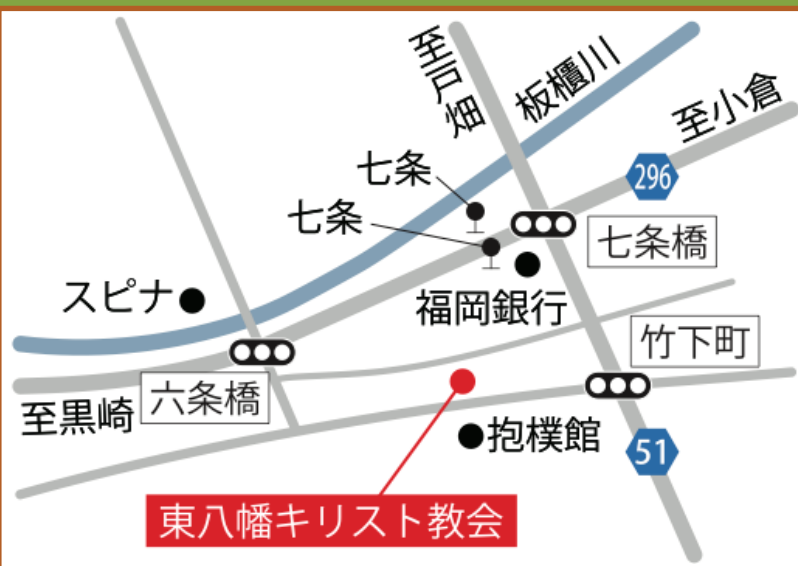 至戸畑
板櫃川
至小倉
296
七条
七条
七条橋
スピナ
福岡銀行
竹下町
六条橋
至黒崎
抱樸館
51
東八幡キリスト教会